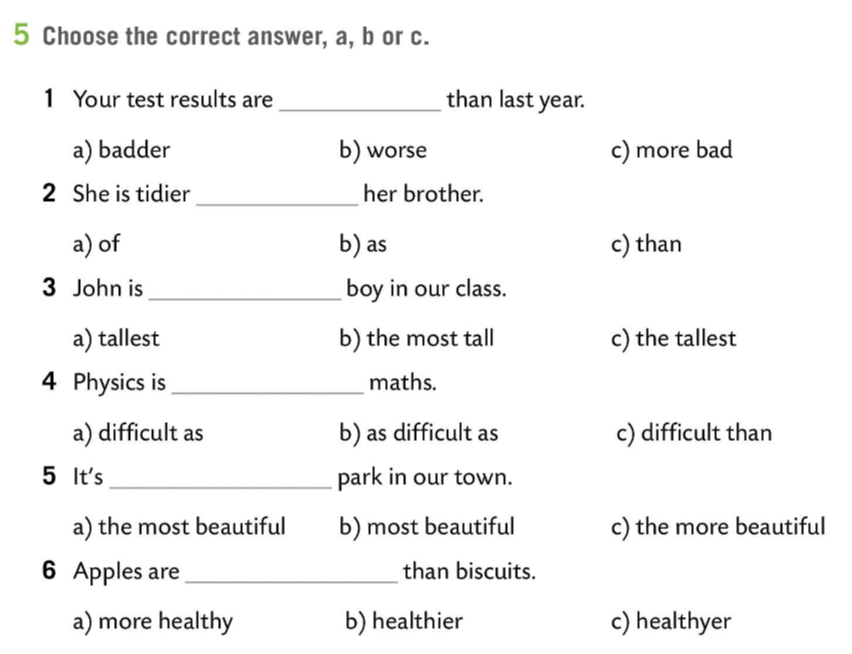 5 Choose the correct answer, a, b or c.
1 Your test results are ____________ than last year.
a) badder b) worse c) more bad
2 She is tidier ____________ her brother.
a) of b) as c) than
3 John is ______________ boy in our class.
a) tallest b) the most tall c) the tallest
4 Physics is ______________ maths.
a) difficult as b) as difficult as c) difficult than
5 It's ________________ park in our town.
a) the most beautiful b) most beautiful c) the more beautiful
6 Apples are ________________ than biscuits.
a) more healthy b) healthier c) healthyer